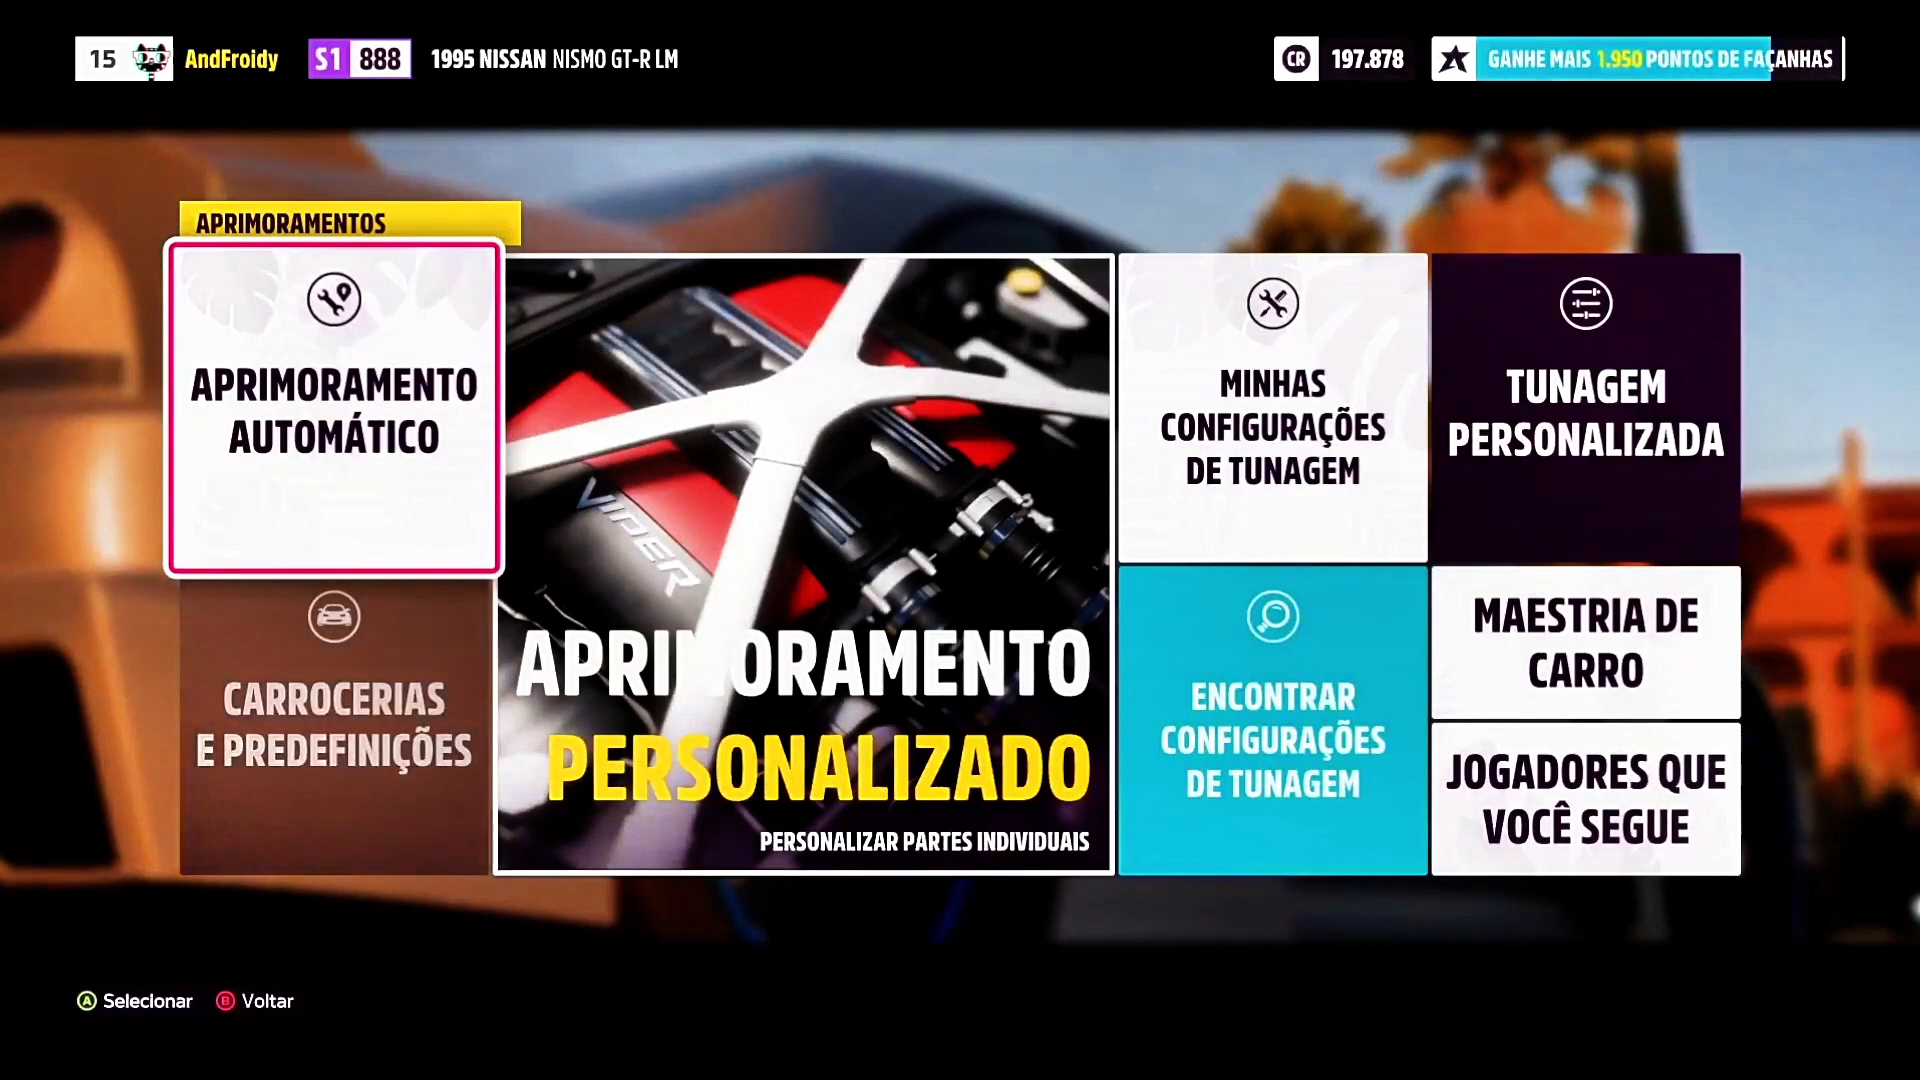 15 AndFroidy S1 888 1995 NISSAN NISMO GT-R LM CR 197.878 GANHE MAIS 1.950 PONTOS DE FAÇANHAS
APRIMORAMENTOS
APRIMORAMENTO
AUTOMÁTICO
CARROCERIAS
E PREDEFINIÇÕES
VIPER
APRIMORAMENTO
PERSONALIZADO
PERSONALIZAR PARTES INDIVIDUAIS
MINHAS
CONFIGURAÇÕES
DE TUNAGEM
ENCONTRAR
CONFIGURAÇÕES
DE TUNAGEM
TUNAGEM
PERSONALIZADA
MAESTRIA DE
CARRO
JOGADORES QUE
VOCÊ SEGUE
A Selecionar B Voltar